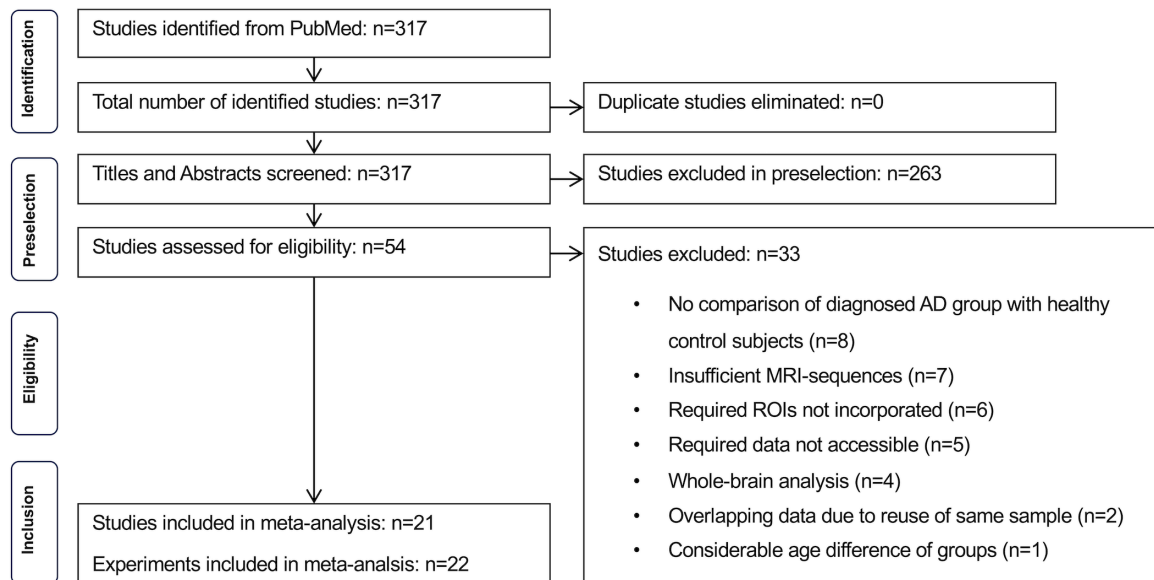 Identification
Studies identified from PubMed: n=317
Total number of identified studies: n=317
Duplicate studies eliminated: n=0
Preselection
Titles and Abstracts screened: n=317
Studies excluded in preselection: n=263
Studies assessed for eligibility: n=54
Studies excluded: n=33
• No comparison of diagnosed AD group with healthy
control subjects (n=8)
• Insufficient MRI-sequences (n=7)
• Required ROIs not incorporated (n=6)
• Required data not accessible (n=5)
• Whole-brain analysis (n=4)
• Overlapping data due to reuse of same sample (n=2)
• Considerable age difference of groups (n=1)
Eligibility
Inclusion
Studies included in meta-analysis: n=21
Experiments included in meta-analsis: n=22